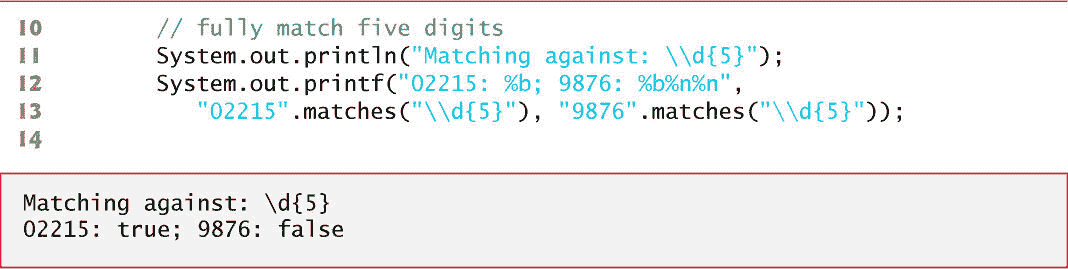 10 // fully match five digits
11 System.out.println("Matching against: \\d{5}");
12 System.out.printf("02215: %b; 9876: %b%n%n",
13 "02215".matches("\\d{5}"), "9876".matches("\\d{5}"));
14
Matching against: \d{5}
02215: true; 9876: false